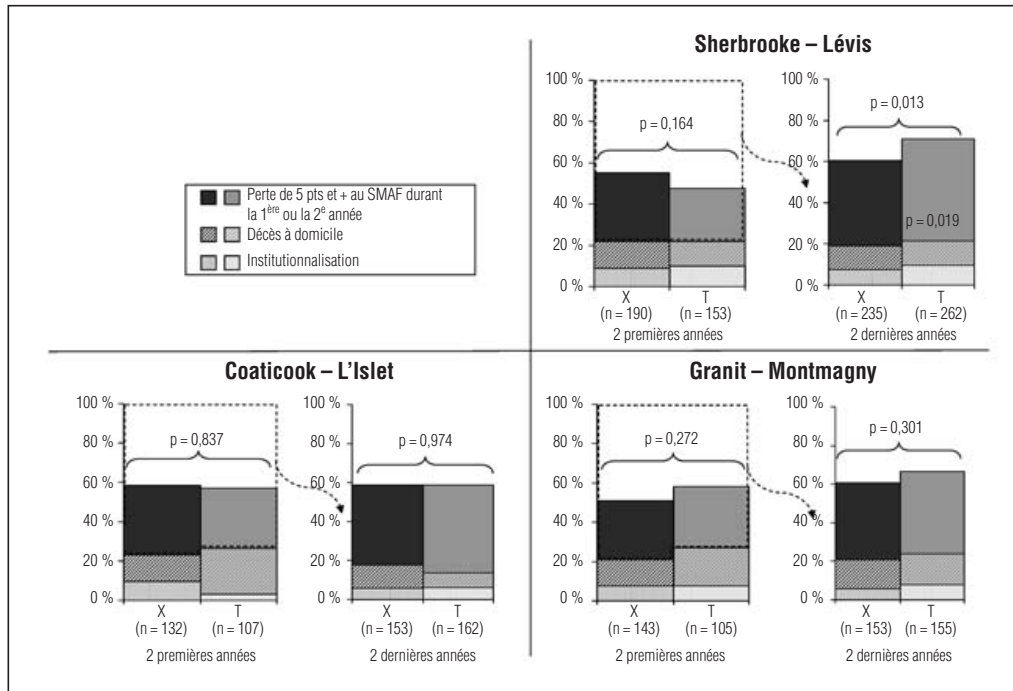 Sherbrooke – Lévis
100 %
80 %
60 %
40 %
20 %
0 %
p = 0,164
X
T
(n = 190)
(n = 153)
2 premières années
100 %
80 %
60 %
40 %
20 %
0 %
p = 0,013
p = 0,019
X
T
(n = 235)
(n = 262)
2 dernières années
Perte de 5 pts et + au SMAF durant
la 1ère ou la 2e année
Décès à domicile
Institutionnalisation
Coaticook – L'Islet
100 %
80 %
60 %
40 %
20 %
0 %
p = 0,837
X
T
(n = 132)
(n = 107)
2 premières années
100 %
80 %
60 %
40 %
20 %
0 %
p = 0,974
X
T
(n = 153)
(n = 162)
2 dernières années
Granit – Montmagny
100 %
80 %
60 %
40 %
20 %
0 %
p = 0,272
X
T
(n = 143)
(n = 105)
2 premières années
100 %
80 %
60 %
40 %
20 %
0 %
p = 0,301
X
T
(n = 153)
(n = 155)
2 dernières années